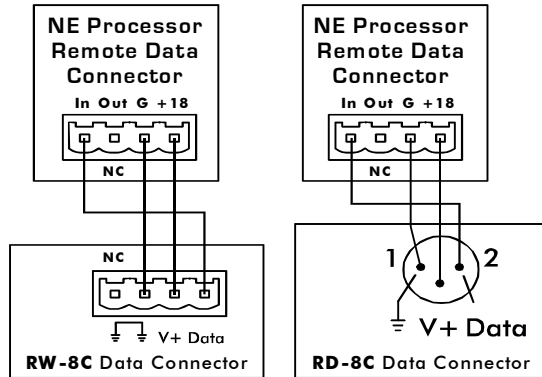 NE Processor
Remote Data
Connector
In Out G +18
NC
NC
V+ Data
RW-8C Data Connector
NE Processor
Remote Data
Connector
In Out G +18
NC
1
2
V+ Data
RD-8C Data Connector